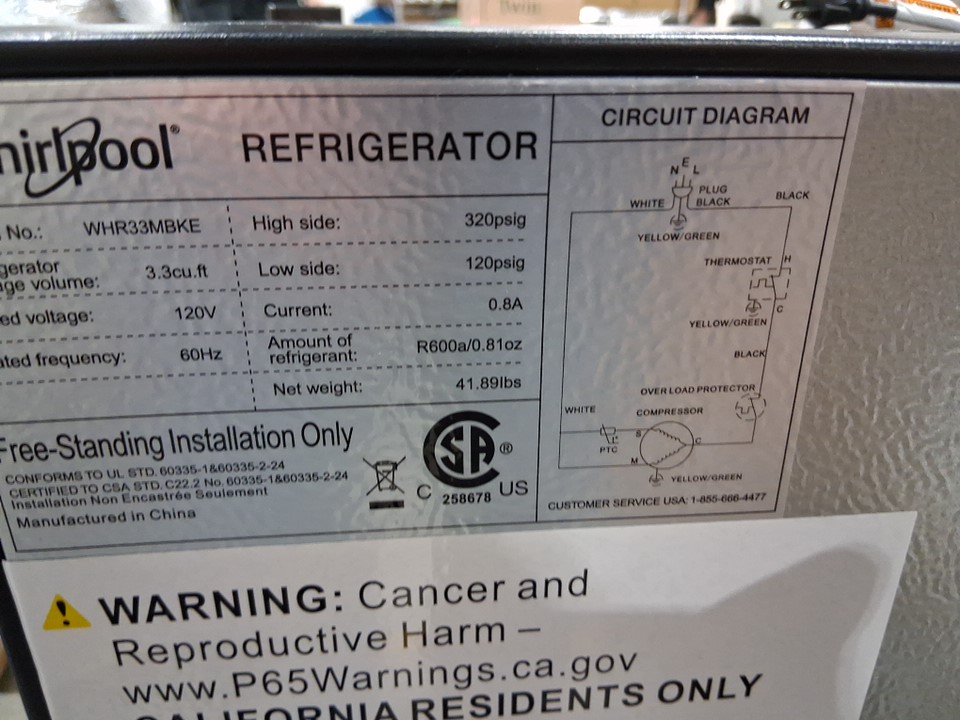 hirlpool® REFRIGERATOR
No.: WHR33MBKE
gerator
ge volume: 3.3cu.ft
ed voltage: 120V
ated frequency: 60Hz
High side: 320psig
Low side: 120psig
Current: 0.8A
Amount of
refrigerant: R600a/0.81oz
Net weight: 41.89lbs
Free-Standing Installation Only
CONFORMS TO UL STD. 60335-1&60335-2-24
CERTIFIED TO CSA STD. C22.2 No. 60335-1&60335-2-24
Installation Non Encastrée Seulement
Manufactured in China
SA®
C 258678 US
CIRCUIT DIAGRAM
N E L
PLUG
WHITE BLACK BLACK
YELLOW/GREEN
THERMOSTAT H
C
YELLOW/GREEN
BLACK
OVER LOAD PROTECTOR
WHITE COMPRESSOR
S C
PTC
M
YELLOW/GREEN
CUSTOMER SERVICE USA: 1-855-666-4477
WARNING: Cancer and
Reproductive Harm –
www.P65Warnings.ca.gov
CALIFORNIA RESIDENTS ONLY